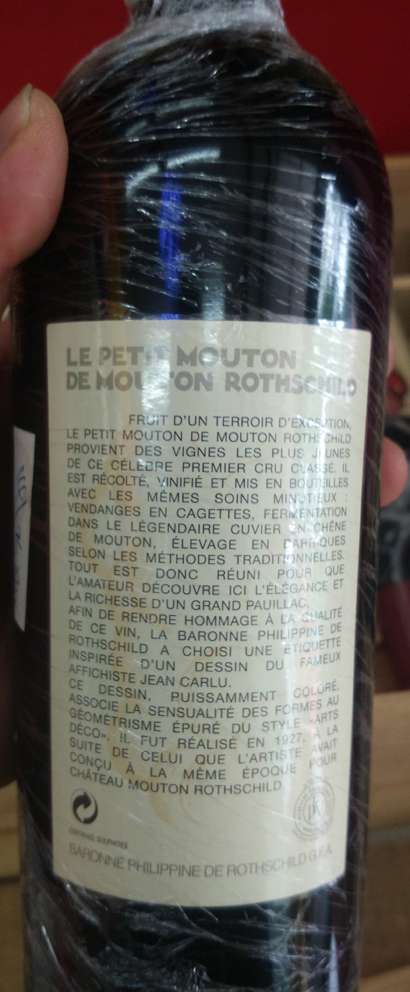 LE PETIT MOUTON
DE MOUTON ROTHSCHILD
FRUIT D'UN TERROIR D'EXCEPTION,
LE PETIT MOUTON DE MOUTON ROTHSCHILD
PROVIENT DES VIGNES LES PLUS JEUNES
DE CE CÉLÈBRE PREMIER CRU CLASSÉ. IL
EST RÉCOLTÉ, VINIFIÉ ET MIS EN BOUTEILLES
AVEC LES MÊMES SOINS MINUTIEUX :
VENDANGES EN CAGETTES, FERMENTATION
DANS LE LÉGENDAIRE CUVIER EN CHÊNE
DE MOUTON, ÉLEVAGE EN BARRIQUES
SELON LES MÉTHODES TRADITIONNELLES.
TOUT EST DONC RÉUNI POUR QUE
L'AMATEUR DÉCOUVRE ICI L'ÉLÉGANCE ET
LA RICHESSE D'UN GRAND PAUILLAC.
AFIN DE RENDRE HOMMAGE À LA QUALITÉ
DE CE VIN, LA BARONNE PHILIPPINE DE
ROTHSCHILD A CHOISI UNE ÉTIQUETTE
INSPIRÉE D'UN DESSIN DU FAMEUX
AFFICHISTE JEAN CARLU.
CE DESSIN, PUISSAMMENT COLORÉ,
ASSOCIE LA SENSUALITÉ DES FORMES AU
GÉOMÉTRISME ÉPURÉ DU STYLE «ARTS
DÉCO». IL FUT RÉALISÉ EN 1927, À LA
SUITE DE CELUI QUE L'ARTISTE AVAIT
CONÇU À LA MÊME ÉPOQUE POUR
CHÂTEAU MOUTON ROTHSCHILD
BARONNE PHILIPPINE DE ROTHSCHILD G.F.A.